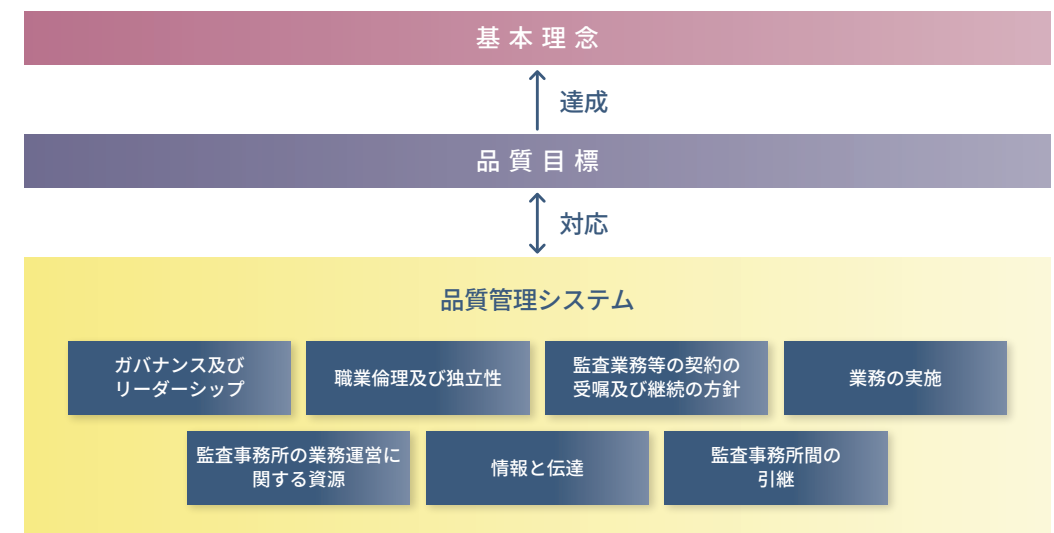 基本理念
達成
品質目標
対応
品質管理システム
ガバナンス及び
リーダーシップ
職業倫理及び独立性
監査業務等の契約の
受嘱及び継続の方針
業務の実施
監査事務所の業務運営に
関する資源
情報と伝達
監査事務所間の
引継